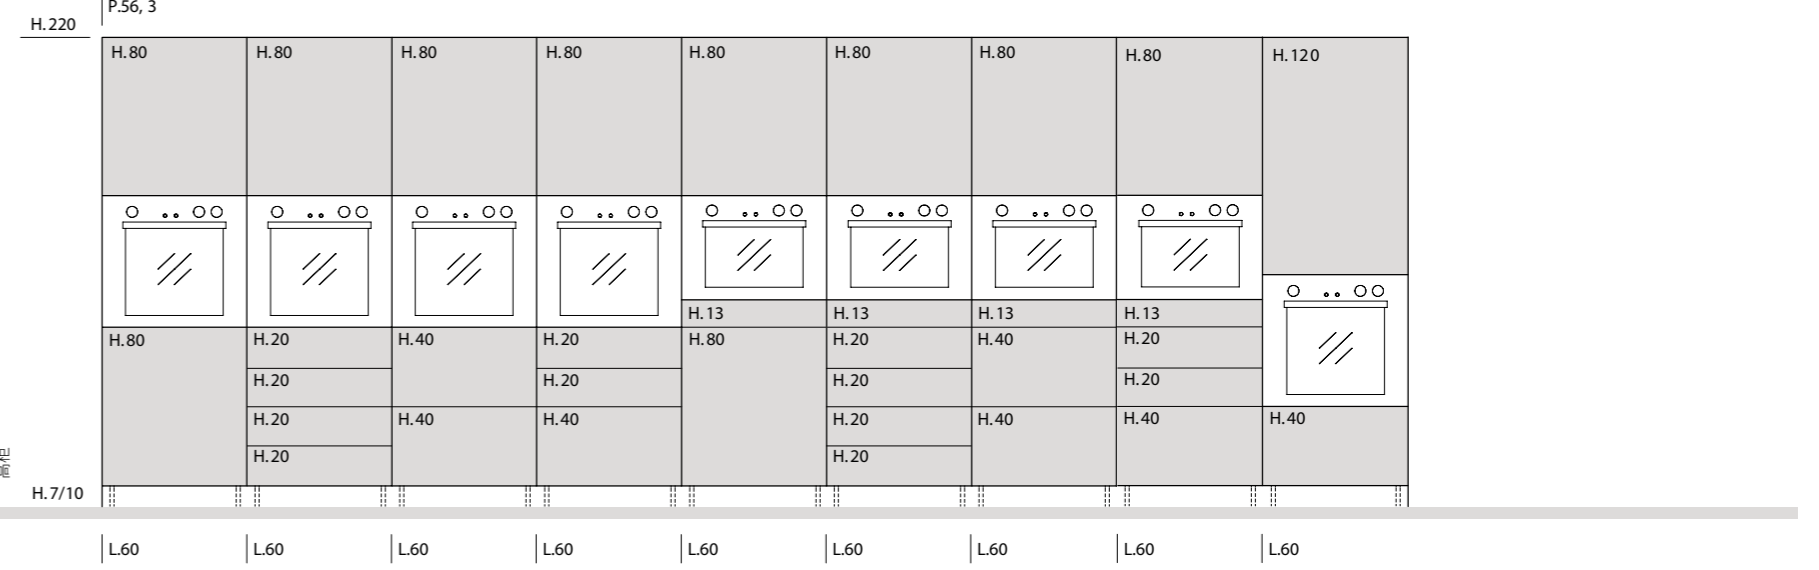 P.56, 3
H.220
H.80 H.80 H.80 H.80 H.80 H.80 H.80 H.80 H.120
H.13 H.13 H.13 H.13
H.80 H.20 H.40 H.20 H.80 H.20 H.40 H.20
H.20 H.20 H.20 H.20
H.20 H.40 H.40 H.20 H.40 H.40 H.40
H.20 H.20
高柜
H.7/10
L.60 L.60 L.60 L.60 L.60 L.60 L.60 L.60 L.60